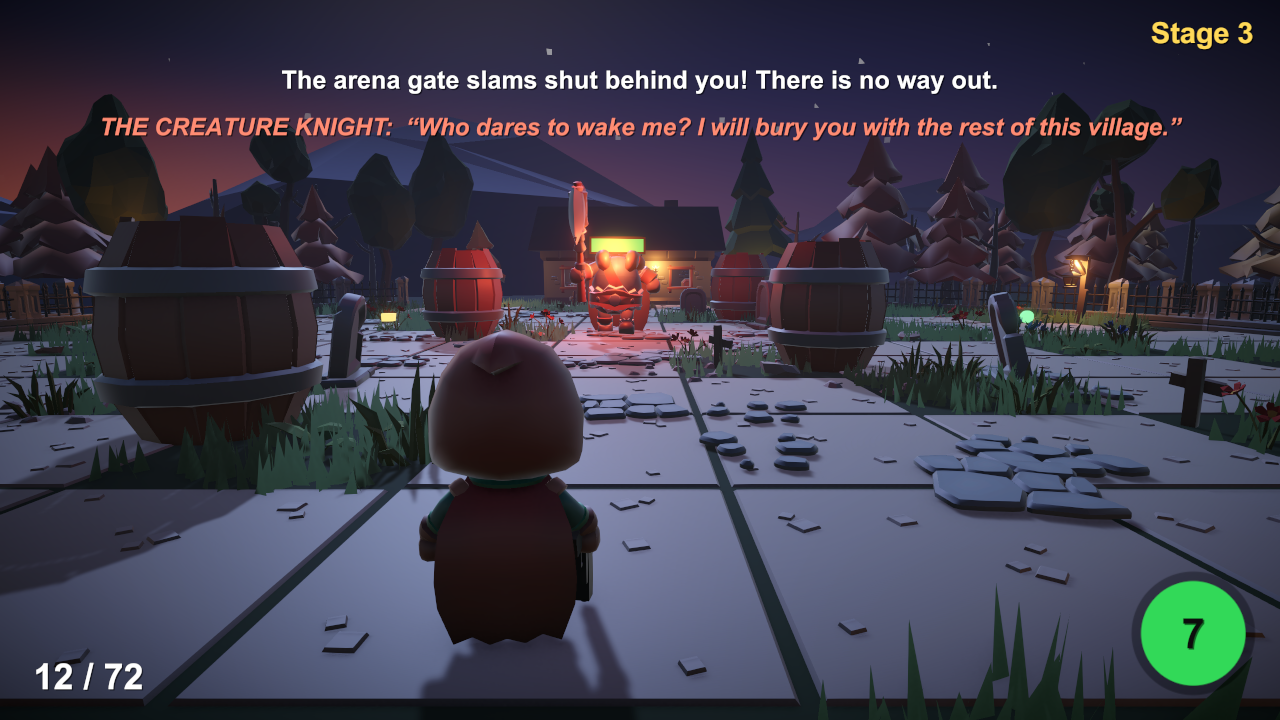 Stage 3
The arena gate slams shut behind you! There is no way out.
THE CREATURE KNIGHT: “Who dares to wake me? I will bury you with the rest of this village.”
12 / 72
7